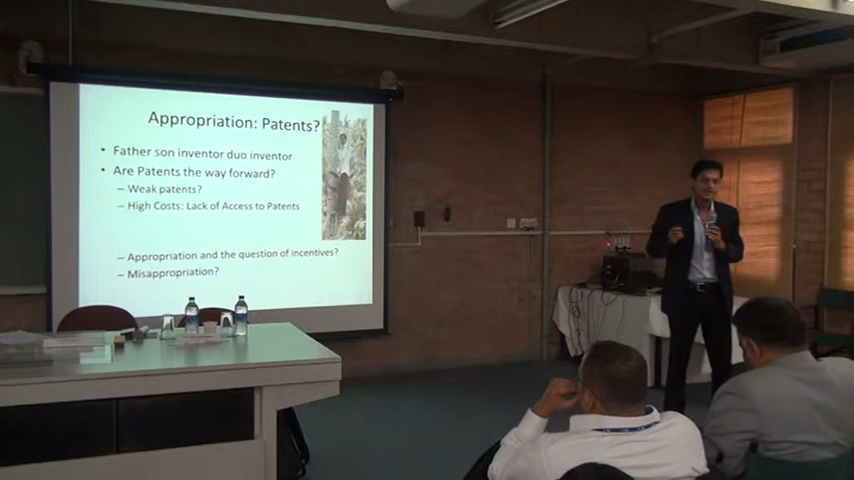 Appropriation: Patents?
• Father son inventor duo inventor
• Are Patents the way forward?
– Weak patents?
– High Costs: Lack of Access to Patents
– Appropriation and the question of incentives?
– Misappropriation?